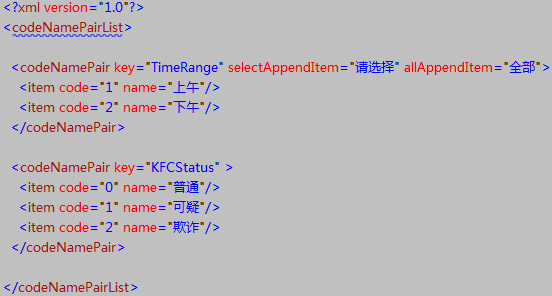 <?xml version="1.0"?>
<codeNamePairList>
<codeNamePair key="TimeRange" selectAppendItem="请选择" allAppendItem="全部">
<item code="1" name="上午"/>
<item code="2" name="下午"/>
</codeNamePair>
<codeNamePair key="KFCStatus" >
<item code="0" name="普通"/>
<item code="1" name="可疑"/>
<item code="2" name="欺诈"/>
</codeNamePair>
</codeNamePairList>